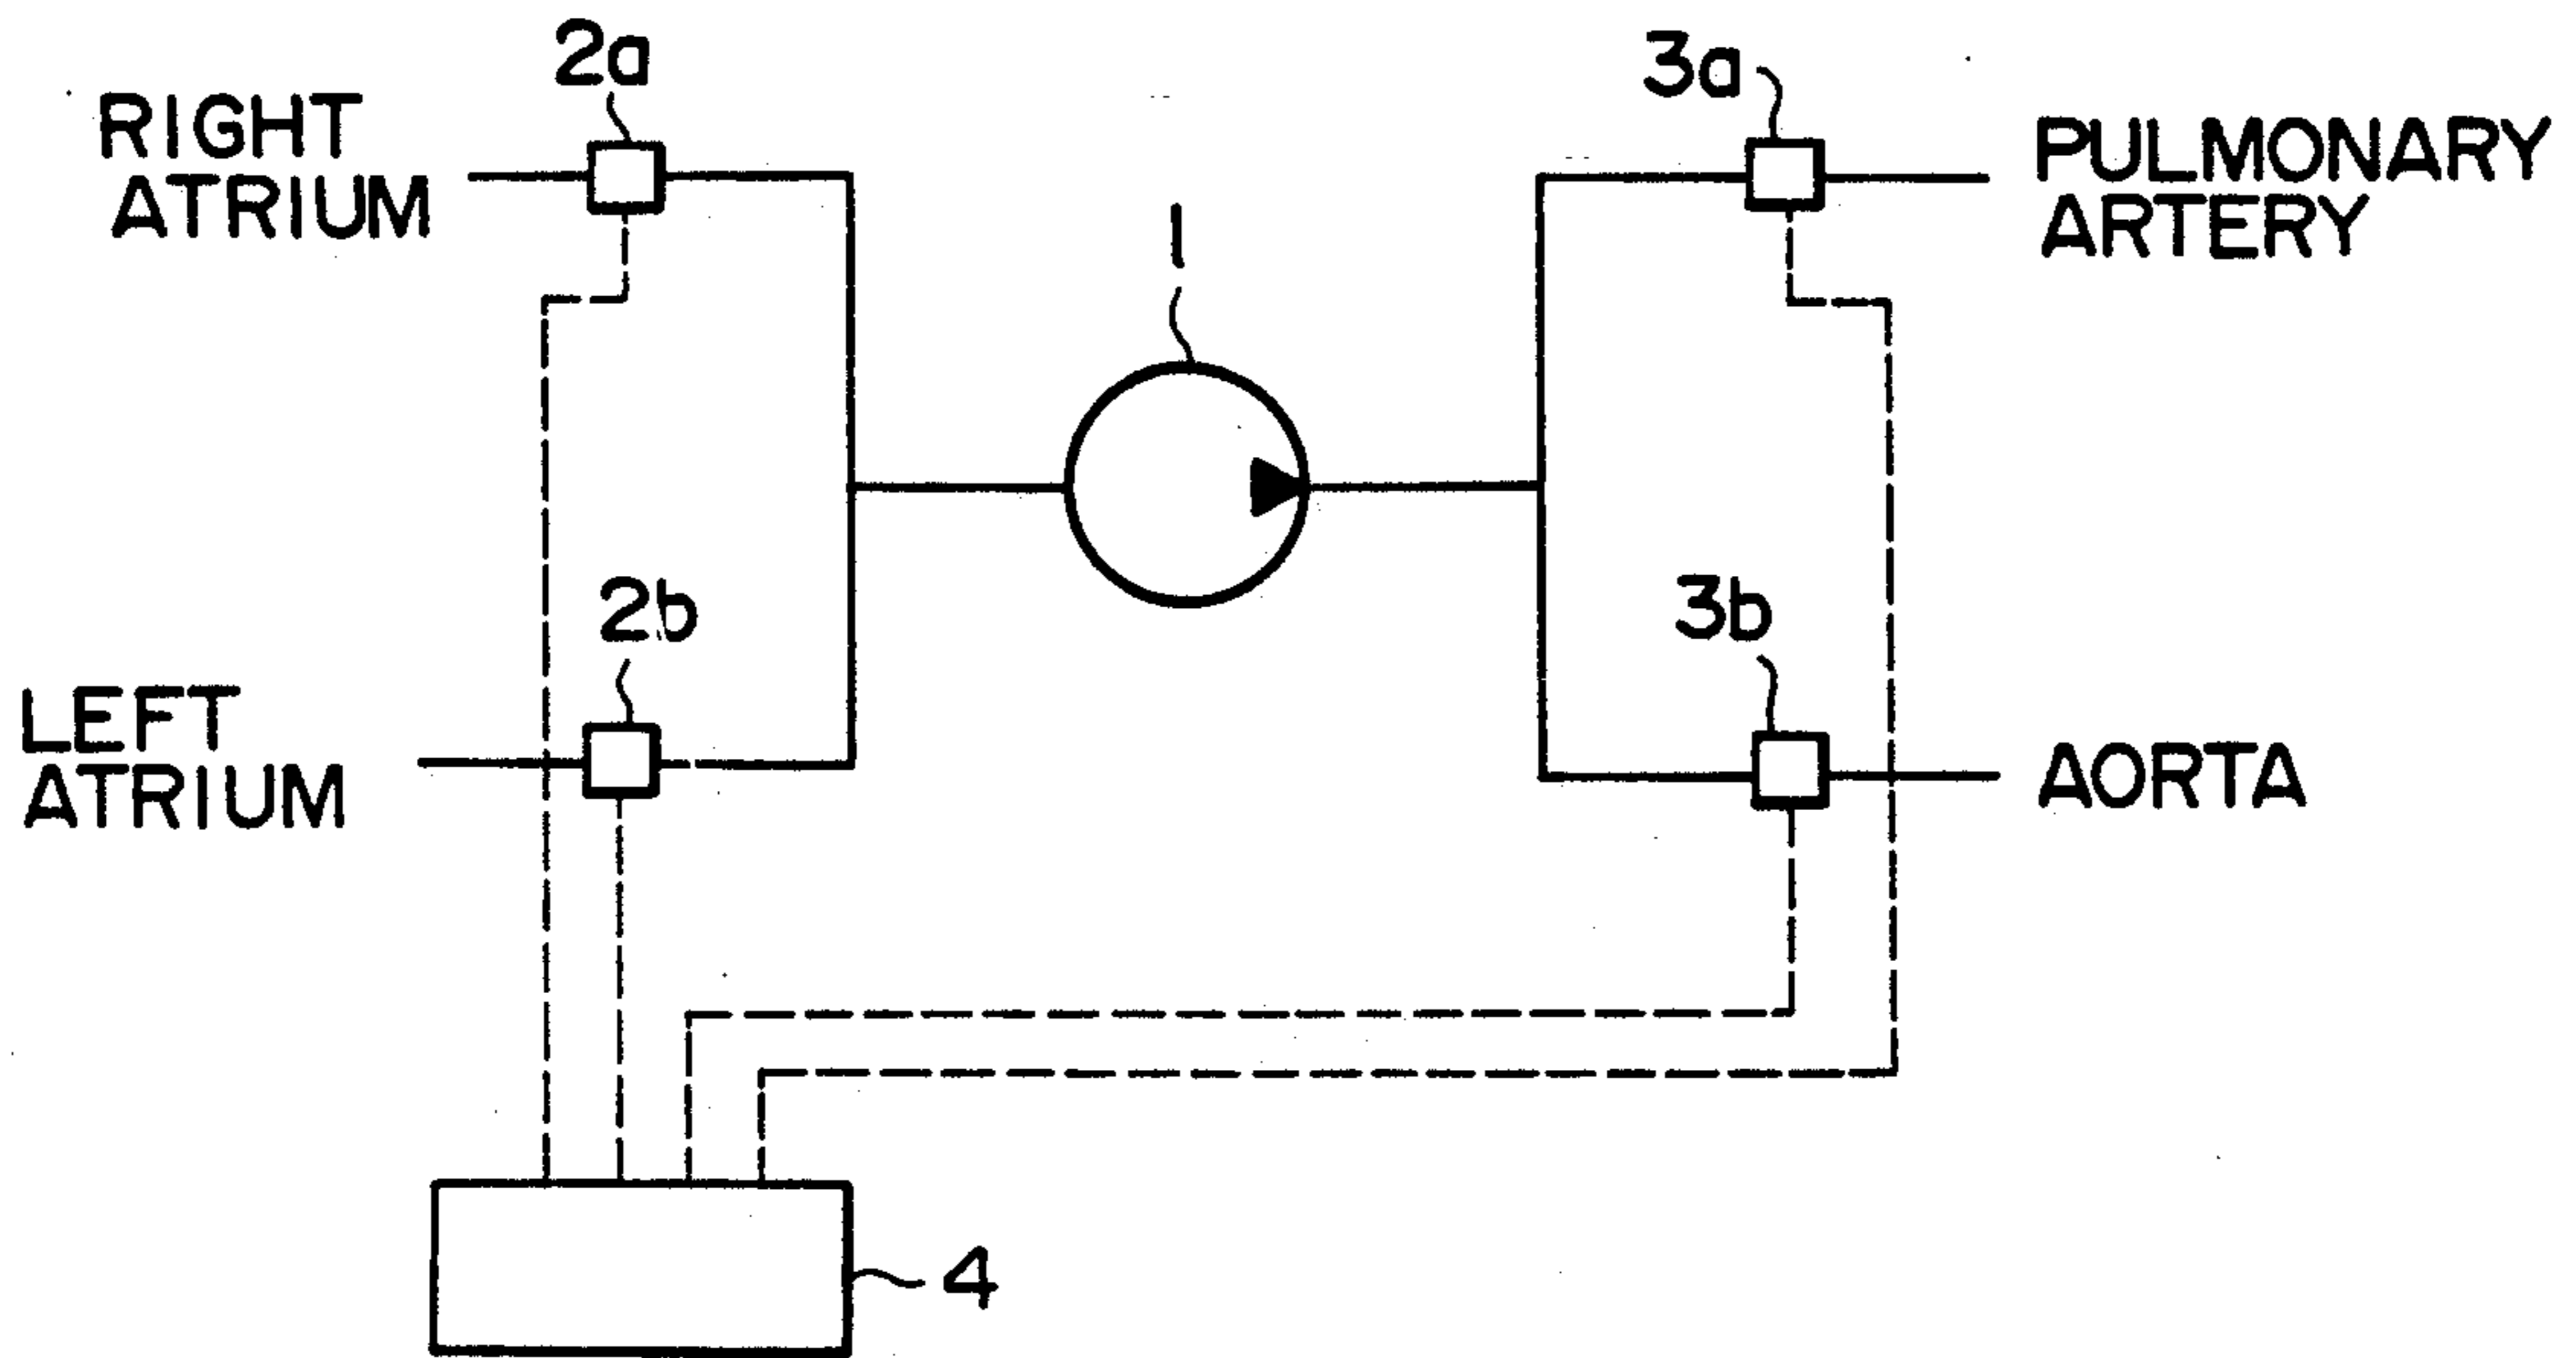 2a
3a
RIGHT
ATRIUM
PULMONARY
ARTERY
1
2b
3b
LEFT
ATRIUM
AORTA
4